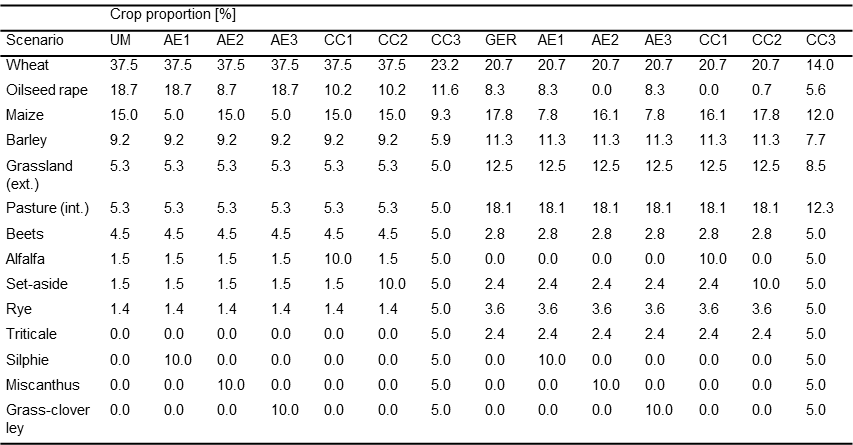 Crop proportion [%]
Scenario UM AE1 AE2 AE3 CC1 CC2 CC3 GER AE1 AE2 AE3 CC1 CC2 CC3
Wheat 37.5 37.5 37.5 37.5 37.5 37.5 23.2 20.7 20.7 20.7 20.7 20.7 20.7 14.0
Oilseed rape 18.7 18.7 8.7 18.7 10.2 10.2 11.6 8.3 8.3 0.0 8.3 0.0 0.7 5.6
Maize 15.0 5.0 15.0 5.0 15.0 15.0 9.3 17.8 7.8 16.1 7.8 16.1 17.8 12.0
Barley 9.2 9.2 9.2 9.2 9.2 9.2 5.9 11.3 11.3 11.3 11.3 11.3 11.3 7.7
Grassland 5.3 5.3 5.3 5.3 5.3 5.3 5.0 12.5 12.5 12.5 12.5 12.5 12.5 8.5
(ext.)
Pasture (int.) 5.3 5.3 5.3 5.3 5.3 5.3 5.0 18.1 18.1 18.1 18.1 18.1 18.1 12.3
Beets 4.5 4.5 4.5 4.5 4.5 4.5 5.0 2.8 2.8 2.8 2.8 2.8 2.8 5.0
Alfalfa 1.5 1.5 1.5 1.5 10.0 1.5 5.0 0.0 0.0 0.0 0.0 10.0 0.0 5.0
Set-aside 1.5 1.5 1.5 1.5 1.5 10.0 5.0 2.4 2.4 2.4 2.4 2.4 10.0 5.0
Rye 1.4 1.4 1.4 1.4 1.4 1.4 5.0 3.6 3.6 3.6 3.6 3.6 3.6 5.0
Triticale 0.0 0.0 0.0 0.0 0.0 0.0 5.0 2.4 2.4 2.4 2.4 2.4 2.4 5.0
Silphie 0.0 10.0 0.0 0.0 0.0 0.0 5.0 0.0 10.0 0.0 0.0 0.0 0.0 5.0
Miscanthus 0.0 0.0 10.0 0.0 0.0 0.0 5.0 0.0 0.0 10.0 0.0 0.0 0.0 5.0
Grass-clover 0.0 0.0 0.0 10.0 0.0 0.0 5.0 0.0 0.0 0.0 10.0 0.0 0.0 5.0
ley